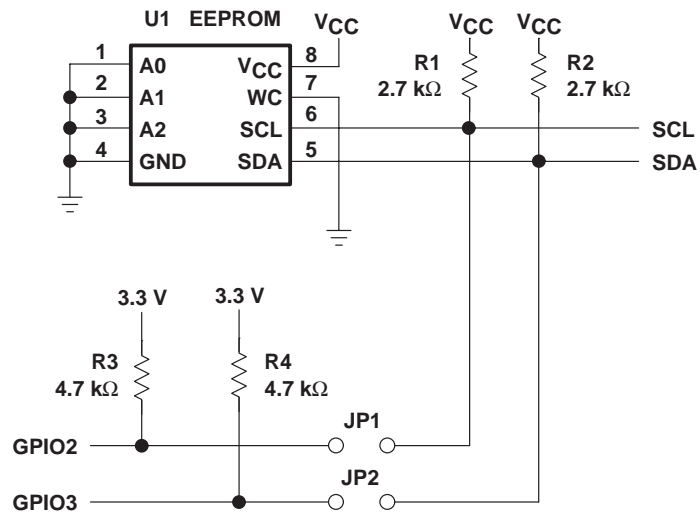 U1 EEPROM
VCC
VCC
VCC
1
A0
VCC
8
R1
2.7 kΩ
R2
2.7 kΩ
2
A1
WC
7
3
A2
SCL
6
SCL
4
GND
SDA
5
SDA
3.3 V
3.3 V
R3
4.7 kΩ
R4
4.7 kΩ
JP1
GPIO2
JP2
GPIO3